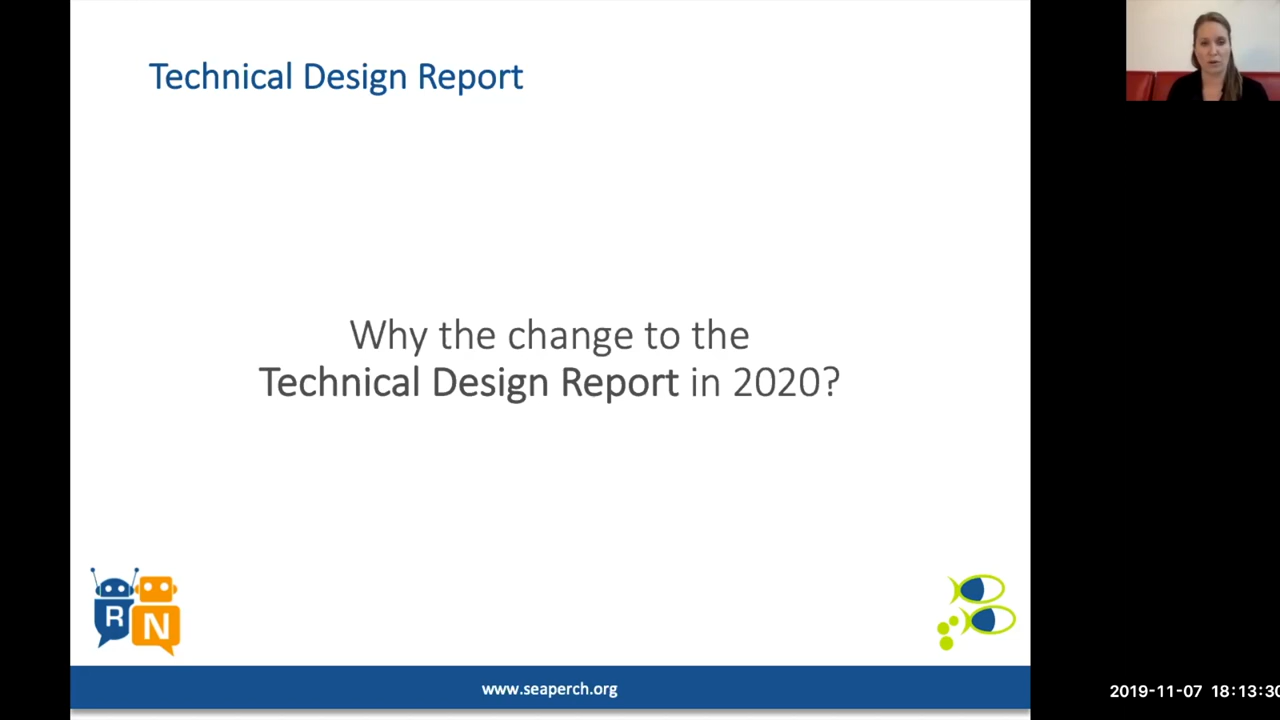 Technical Design Report
Why the change to the
Technical Design Report in 2020?
R
N
www.seaperch.org
2019-11-07 18:13:30